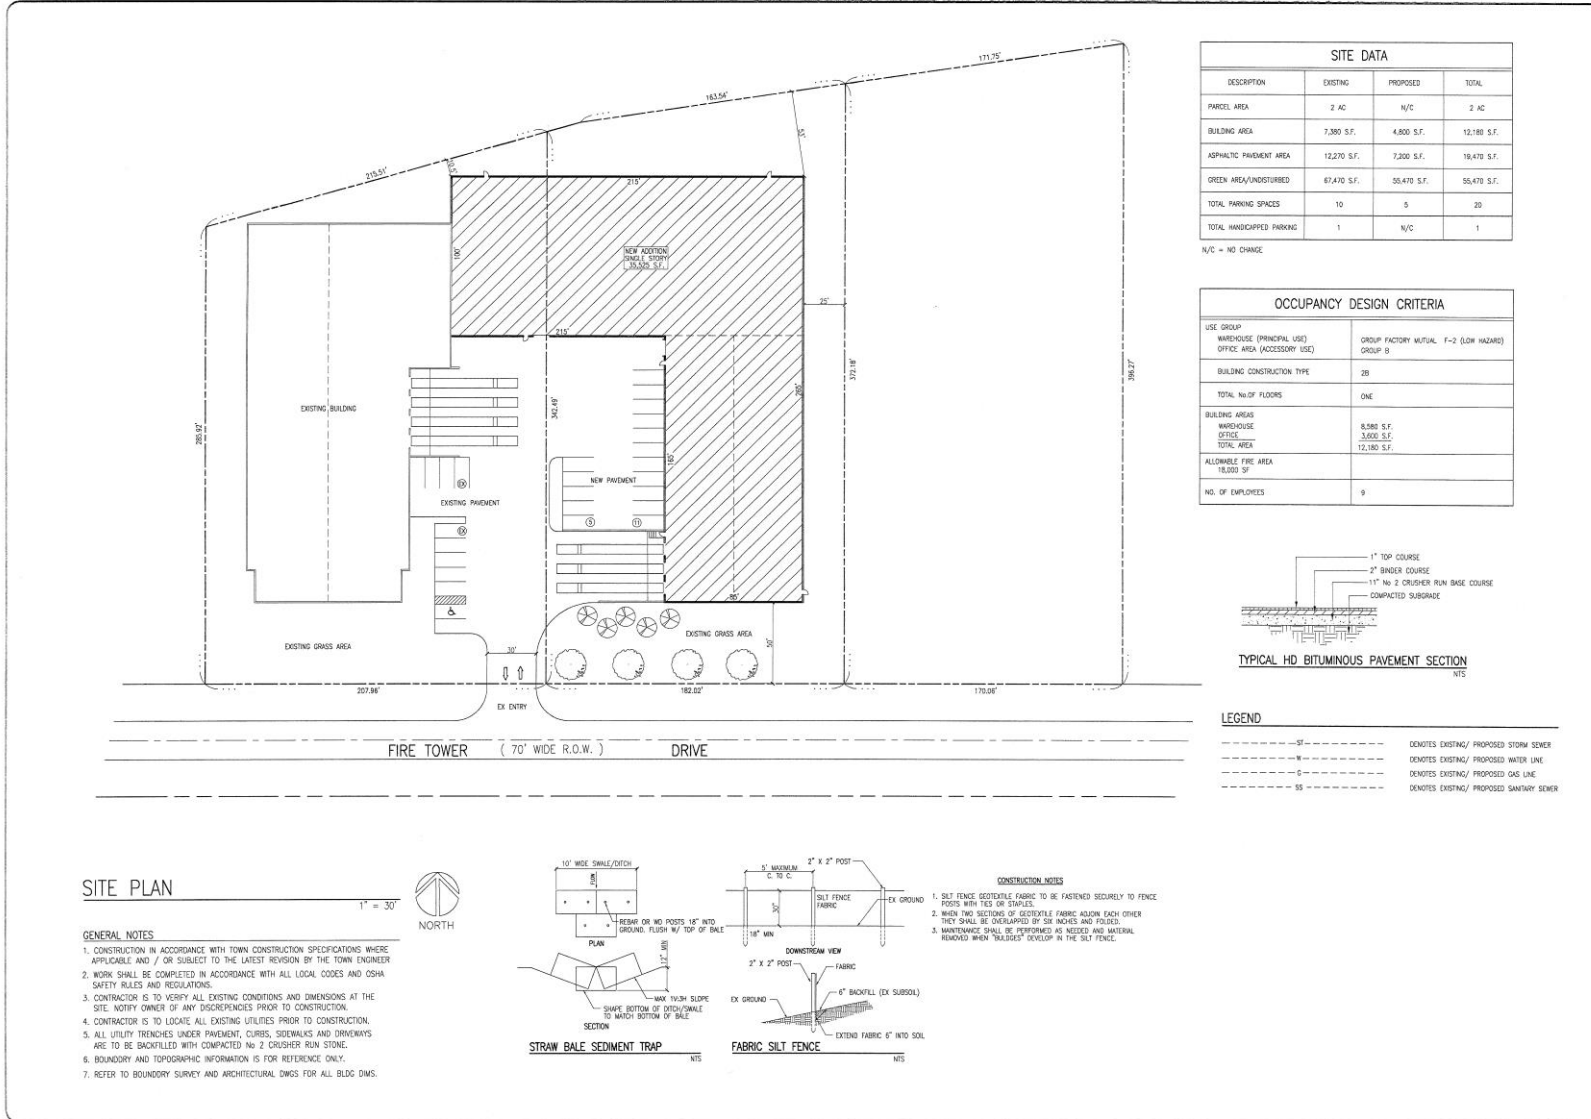 171.75'
163.54'
53'
215.51'
10.5'
215'
NEW ADDITION
SINGLE STORY
35,525 S.F.
100'
25'
215'
372.18'
396.27'
265'
EXISTING BUILDING
342.49'
285.92'
165'
EX
NEW PAVEMENT
EXISTING PAVEMENT
5
11
EX
85'
EXISTING GRASS AREA
EXISTING GRASS AREA
50'
30'
207.96'
182.02'
170.06'
EX ENTRY
FIRE TOWER ( 70' WIDE R.O.W. ) DRIVE
SITE DATA
DESCRIPTION EXISTING PROPOSED TOTAL
PARCEL AREA 2 AC N/C 2 AC
BUILDING AREA 7,380 S.F. 4,800 S.F. 12,180 S.F.
ASPHALTIC PAVEMENT AREA 12,270 S.F. 7,200 S.F. 19,470 S.F.
GREEN AREA/UNDISTURBED 67,470 S.F. 55,470 S.F. 55,470 S.F.
TOTAL PARKING SPACES 10 5 20
TOTAL HANDICAPPED PARKING 1 N/C 1
N/C = NO CHANGE
OCCUPANCY DESIGN CRITERIA
USE GROUP
WAREHOUSE (PRINCIPAL USE) GROUP FACTORY MUTUAL F-2 (LOW HAZARD)
OFFICE AREA (ACCESSORY USE) GROUP B
BUILDING CONSTRUCTION TYPE 2B
TOTAL No.OF FLOORS ONE
BUILDING AREAS
WAREHOUSE 8,580 S.F.
OFFICE 3,600 S.F.
TOTAL AREA 12,180 S.F.
ALLOWABLE FIRE AREA
18,000 SF
NO. OF EMPLOYEES 9
1" TOP COURSE
2" BINDER COURSE
11" No 2 CRUSHER RUN BASE COURSE
COMPACTED SUBGRADE
TYPICAL HD BITUMINOUS PAVEMENT SECTION
NTS
LEGEND
ST DENOTES EXISTING/ PROPOSED STORM SEWER
W DENOTES EXISTING/ PROPOSED WATER LINE
G DENOTES EXISTING/ PROPOSED GAS LINE
SS DENOTES EXISTING/ PROPOSED SANITARY SEWER
SITE PLAN
1" = 30'
NORTH
GENERAL NOTES
1. CONSTRUCTION IN ACCORDANCE WITH TOWN CONSTRUCTION SPECIFICATIONS WHERE
APPLICABLE AND / OR SUBJECT TO THE LATEST REVISION BY THE TOWN ENGINEER
2. WORK SHALL BE COMPLETED IN ACCORDANCE WITH ALL LOCAL CODES AND OSHA
SAFETY RULES AND REGULATIONS.
3. CONTRACTOR IS TO VERIFY ALL EXISTING CONDITIONS AND DIMENSIONS AT THE
SITE. NOTIFY OWNER OF ANY DISCREPENCIES PRIOR TO CONSTRUCTION.
4. CONTRACTOR IS TO LOCATE ALL EXISTING UTILITIES PRIOR TO CONSTRUCTION.
5. ALL UTILITY TRENCHES UNDER PAVEMENT, CURBS, SIDEWALKS AND DRIVEWAYS
ARE TO BE BACKFILLED WITH COMPACTED No 2 CRUSHER RUN STONE.
6. BOUNDDRY AND TOPOGRAPHIC INFORMATION IS FOR REFERENCE ONLY.
7. REFER TO BOUNDDRY SURVEY AND ARCHITECTURAL DWGS FOR ALL BLDG DIMS.
10' WIDE SWALE/DITCH
FLOW
REBAR OR WD POSTS 18" INTO
GROUND. FLUSH W/ TOP OF BALE
PLAN
12" MIN
MAX 1V:3H SLOPE
SHAPE BOTTOM OF DITCH/SWALE
TO MATCH BOTTOM OF BALE
SECTION
STRAW BALE SEDIMENT TRAP
NTS
5' MAXIMUM
C. TO C.
2" X 2" POST
SILT FENCE
FABRIC
EX GROUND
30"
18" MIN
DOWNSTREAM VIEW
2" X 2" POST
FABRIC
6" BACKFILL (EX SUBSOIL)
EX GROUND
EXTEND FABRIC 6" INTO SOIL
FABRIC SILT FENCE
NTS
CONSTRUCTION NOTES
1. SILT FENCE GEOTEXTILE FABRIC TO BE FASTENED SECURELY TO FENCE
POSTS WITH TIES OR STAPLES.
2. WHEN TWO SECTIONS OF GEOTEXTILE FABRIC ADJOIN EACH OTHER
THEY SHALL BE OVERLAPPED BY SIX INCHES AND FOLDED.
3. MAINTENANCE SHALL BE PERFORMED AS NEEDED AND MATERIAL
REMOVED WHEN "BULDGES" DEVELOP IN THE SILT FENCE.